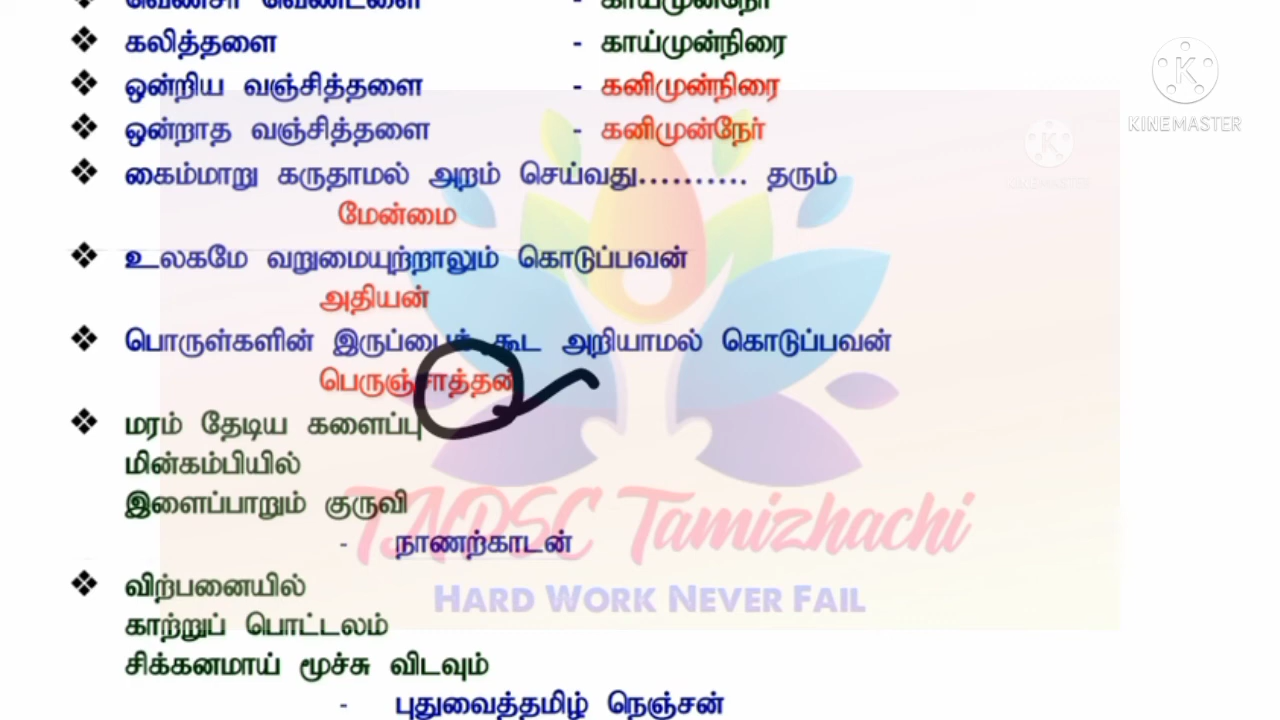 ❖ வெண்சீர் வெண்டளை - காய்முன்நேர்
❖ கலித்தளை - காய்முன்நிரை
❖ ஒன்றிய வஞ்சித்தளை - கனிமுன்நிரை
❖ ஒன்றாத வஞ்சித்தளை - கனிமுன்நேர்
❖ கைம்மாறு கருதாமல் அறம் செய்வது.......... தரும்
மேன்மை
❖ உலகமே வறுமையுற்றாலும் கொடுப்பவன்
அதியன்
❖ பொருள்களின் இருப்பைக் கூட அறியாமல் கொடுப்பவன்
பெருஞ்சாத்தன்
❖ மரம் தேடிய களைப்பு
மின்கம்பியில்
இளைப்பாறும் குருவி
- நாணற்காடன்
❖ விற்பனையில்
காற்றுப் பொட்டலம்
சிக்கனமாய் மூச்சு விடவும்
- புதுவைத்தமிழ் நெஞ்சன்
KINEMASTER
KINEMASTER
TNPSC Tamizhachi
HARD WORK NEVER FAIL